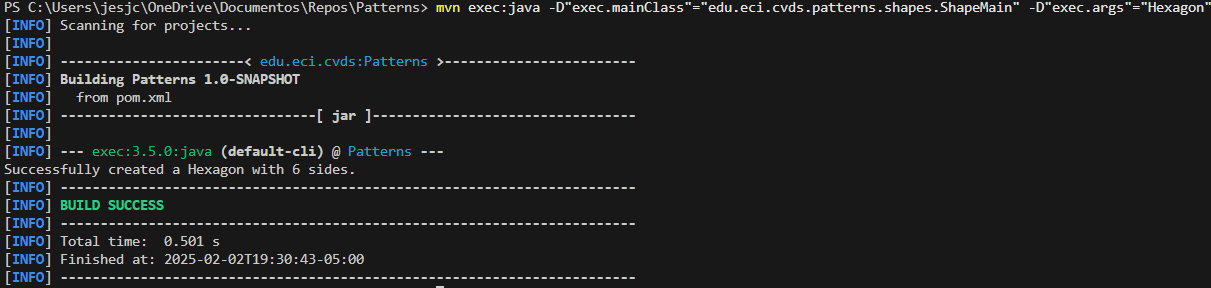 PS C:\Users\jesjc\OneDrive\Documentos\Repos\Patterns> mvn exec:java -D"exec.mainClass"="edu.eci.cvds.patterns.shapes.ShapeMain" -D"exec.args"="Hexagon"
[INFO] Scanning for projects...
[INFO]
[INFO] -----------------------< edu.eci.cvds:Patterns >------------------------
[INFO] Building Patterns 1.0-SNAPSHOT
[INFO]   from pom.xml
[INFO] --------------------------------[ jar ]---------------------------------
[INFO]
[INFO] --- exec:3.5.0:java (default-cli) @ Patterns ---
Successfully created a Hexagon with 6 sides.
[INFO] ------------------------------------------------------------------------
[INFO] BUILD SUCCESS
[INFO] ------------------------------------------------------------------------
[INFO] Total time:  0.501 s
[INFO] Finished at: 2025-02-02T19:30:43-05:00
[INFO] ------------------------------------------------------------------------